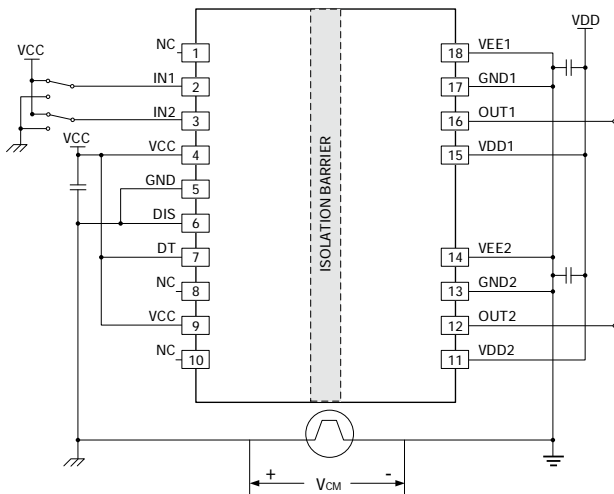 VCC
NC
1
IN1
2
IN2
3
VCC
VCC
4
GND
5
DIS
6
DT
7
NC
8
VCC
9
NC
10
ISOLATION BARRIER
VDD
18
VEE1
17
GND1
16
OUT1
15
VDD1
14
VEE2
13
GND2
12
OUT2
11
VDD2
+
VCM
-